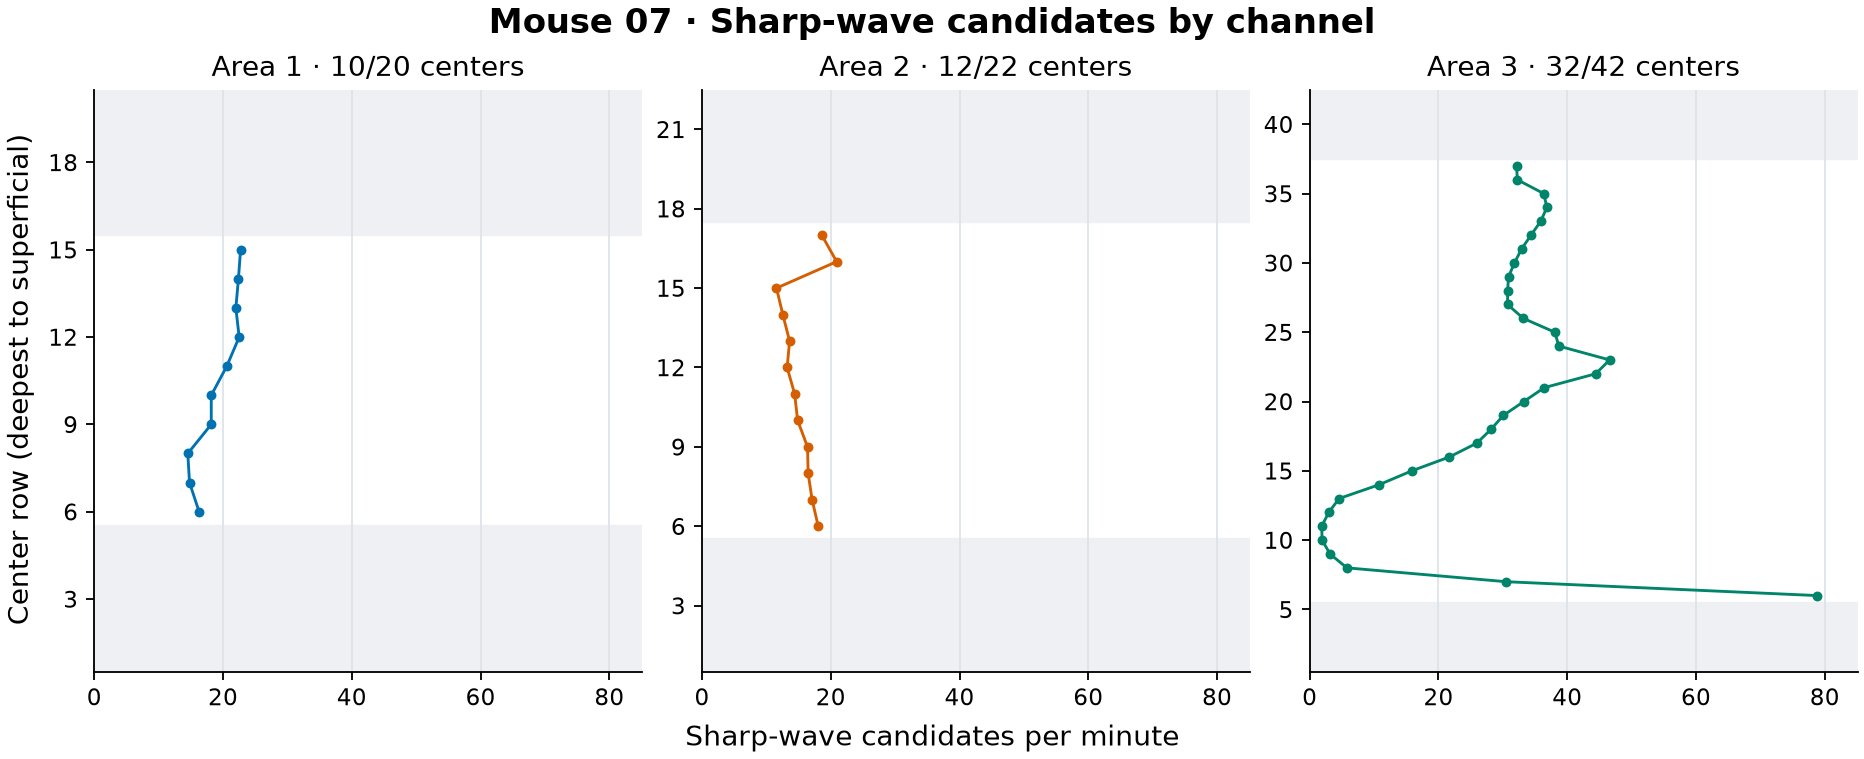 Mouse 07 · Sharp-wave candidates by channel
Area 1 · 10/20 centers
Area 2 · 12/22 centers
Area 3 · 32/42 centers
Center row (deepest to superficial)
18
15
12
9
6
3
0 20 40 60 80
21
18
15
12
9
6
3
0 20 40 60 80
40
35
30
25
20
15
10
5
0 20 40 60 80
Sharp-wave candidates per minute